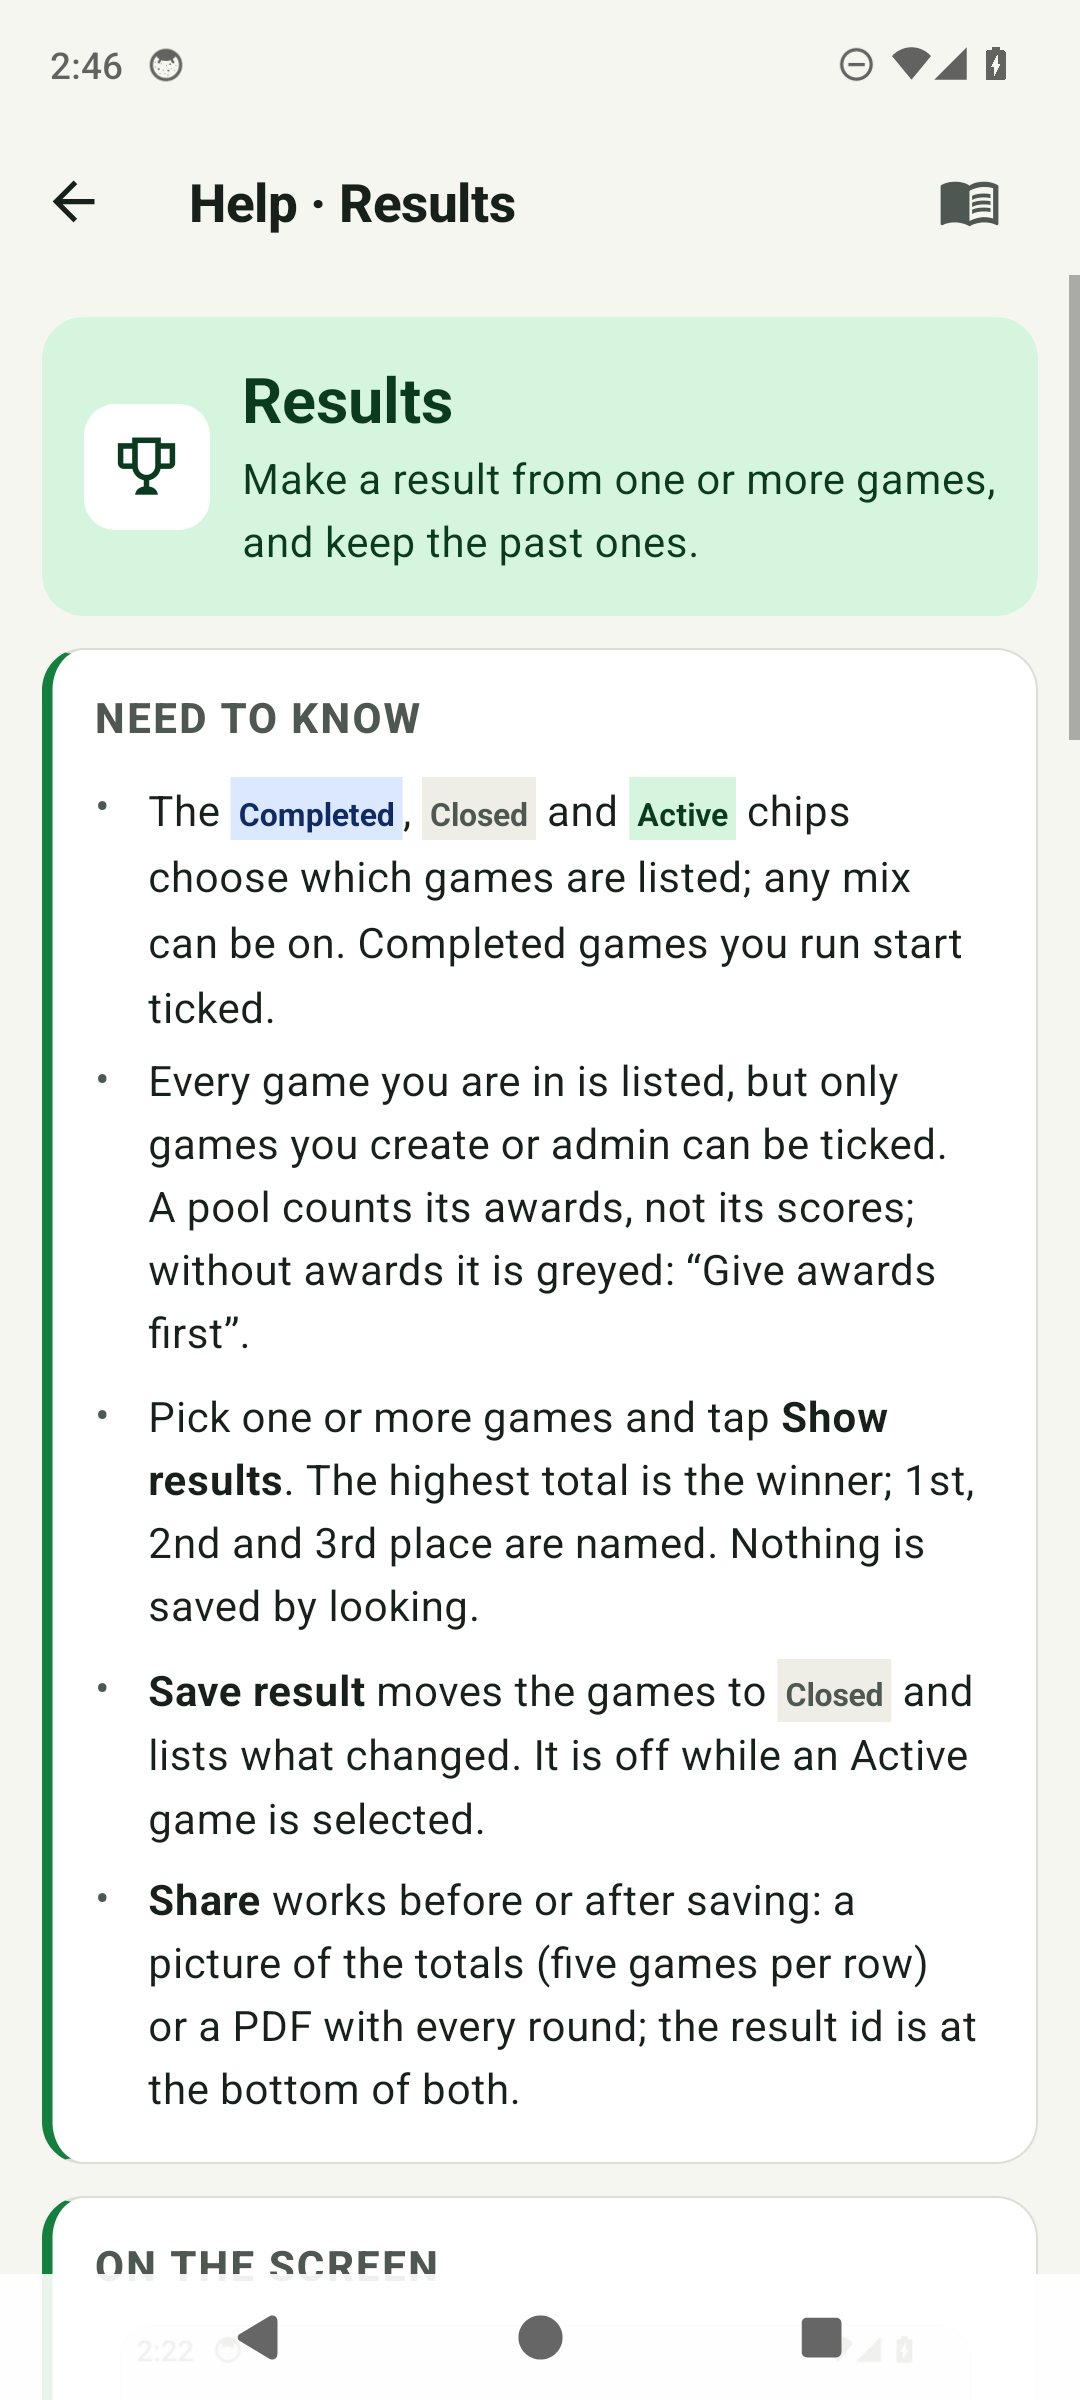 2:46
Help · Results
Results
Make a result from one or more games,
and keep the past ones.
NEED TO KNOW
• The Completed, Closed and Active chips
choose which games are listed; any mix
can be on. Completed games you run start
ticked.
• Every game you are in is listed, but only
games you create or admin can be ticked.
A pool counts its awards, not its scores;
without awards it is greyed: “Give awards
first”.
• Pick one or more games and tap Show
results. The highest total is the winner; 1st,
2nd and 3rd place are named. Nothing is
saved by looking.
• Save result moves the games to Closed and
lists what changed. It is off while an Active
game is selected.
• Share works before or after saving: a
picture of the totals (five games per row)
or a PDF with every round; the result id is at
the bottom of both.
ON THE SCREEN
2:22